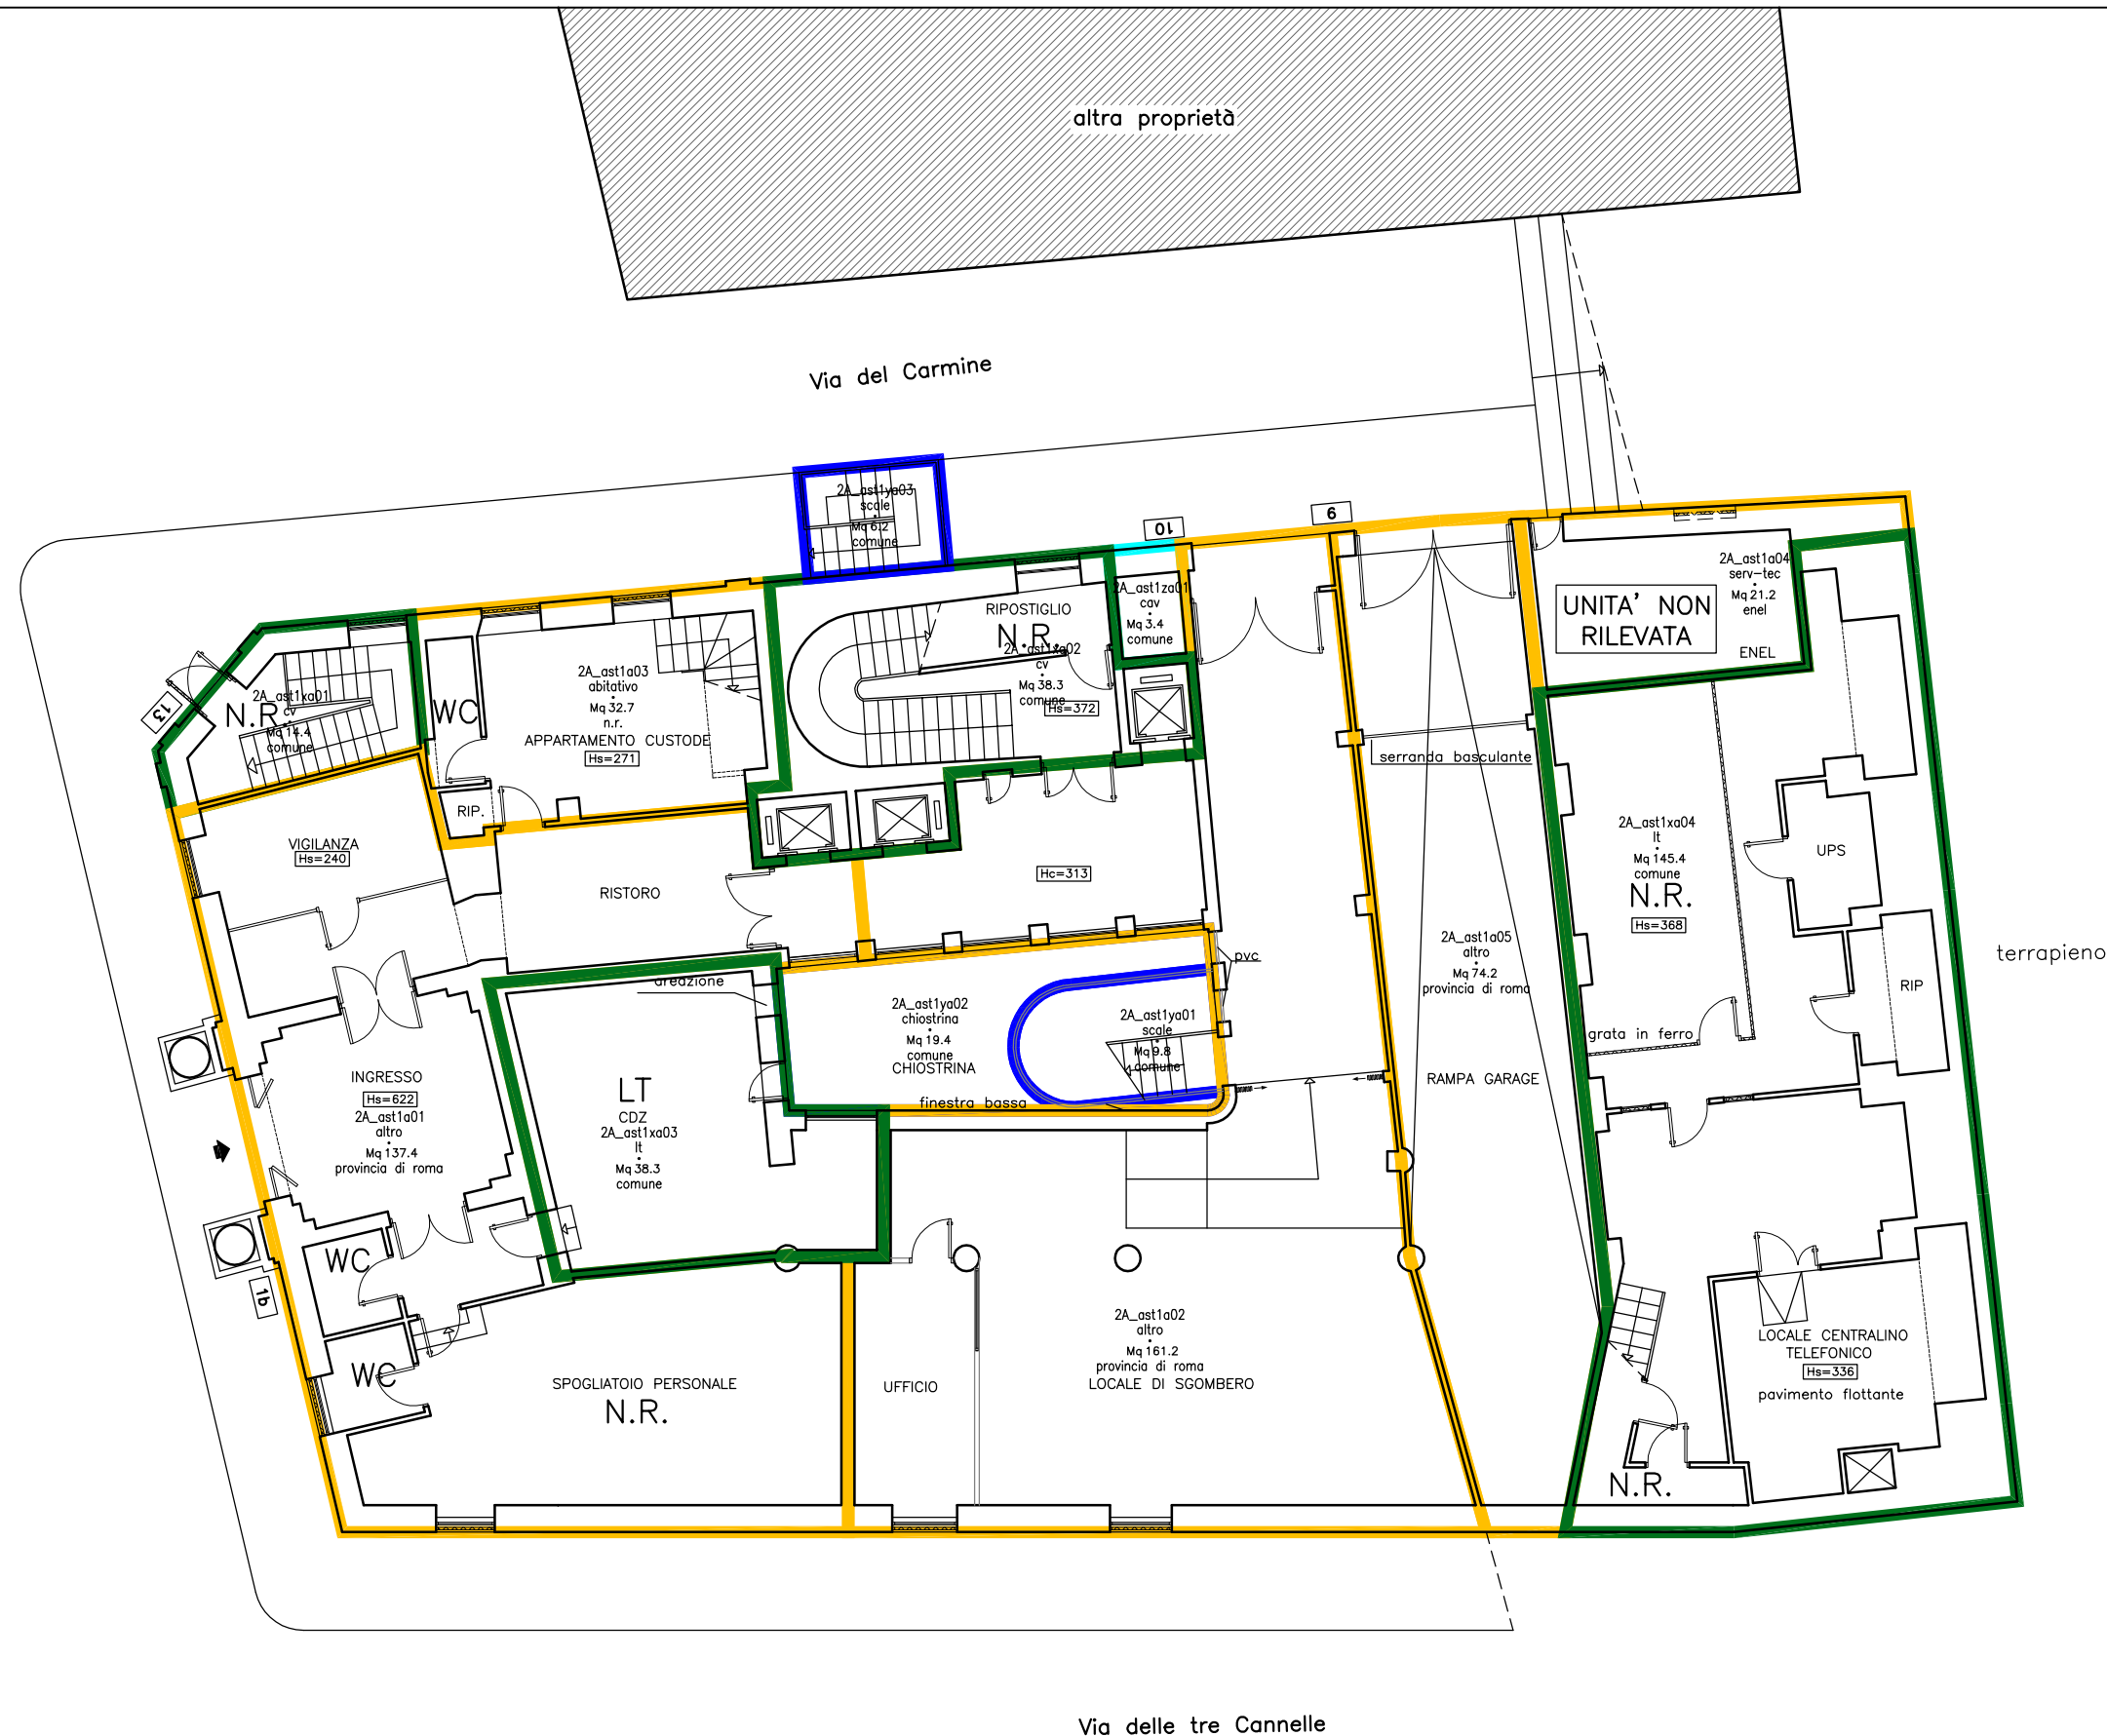 altra proprietà
Via del Carmine
2A_ast1ya03
scale
Mq 6.2
comune
10
9
2A_ast1za01
cav
Mq 3.4
comune
RIPOSTIGLIO
N.R.
2A_ast1xa02
cv
Mq 38.3
comune
Hs=372
2A_ast1a04
serv-tec
Mq 21.2
enel
UNITA' NON
RILEVATA
ENEL
13
2A_ast1xa01
N.R.
cv
Mq 14.4
comune
WC
2A_ast1a03
abitativo
Mq 32.7
n.r.
APPARTAMENTO CUSTODE
Hs=271
RIP.
serranda basculante
VIGILANZA
Hs=240
RISTORO
Hc=313
2A_ast1xa04
lt
Mq 145.4
comune
N.R.
Hs=368
UPS
RIP
terrapieno
2A_ast1a05
altro
Mq 74.2
provincia di roma
pvc
areazione
2A_ast1ya02
chiostrina
Mq 19.4
comune
CHIOSTRINA
2A_ast1ya01
scale
Mq 9.8
comune
grata in ferro
RAMPA GARAGE
finestra bassa
INGRESSO
Hs=622
2A_ast1a01
altro
Mq 137.4
provincia di roma
LT
CDZ
2A_ast1xa03
lt
Mq 38.3
comune
WC
1b
WC
SPOGLIATOIO PERSONALE
N.R.
UFFICIO
2A_ast1a02
altro
Mq 161.2
provincia di roma
LOCALE DI SGOMBERO
LOCALE CENTRALINO
TELEFONICO
Hs=336
pavimento flottante
N.R.
Via delle tre Cannelle